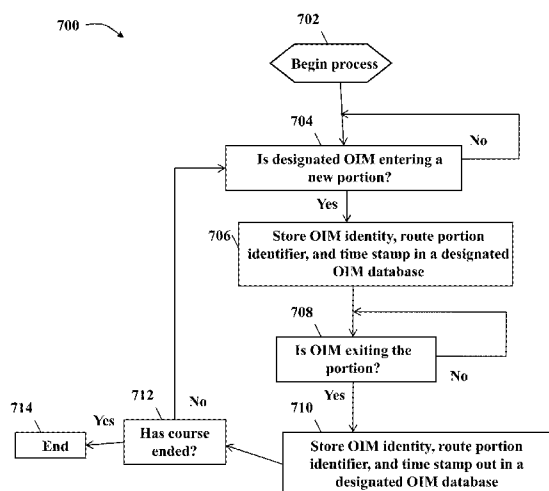 700
702
Begin process
704
No
Is designated OIM entering a
new portion?
Yes
706
Store OIM identity, route portion
identifier, and time stamp in a designated
OIM database
708
Is OIM exiting the
portion?
No
Yes
710
Store OIM identity, route portion
identifier, and time stamp out in a
designated OIM database
712
No
Has course
ended?
Yes
714
End